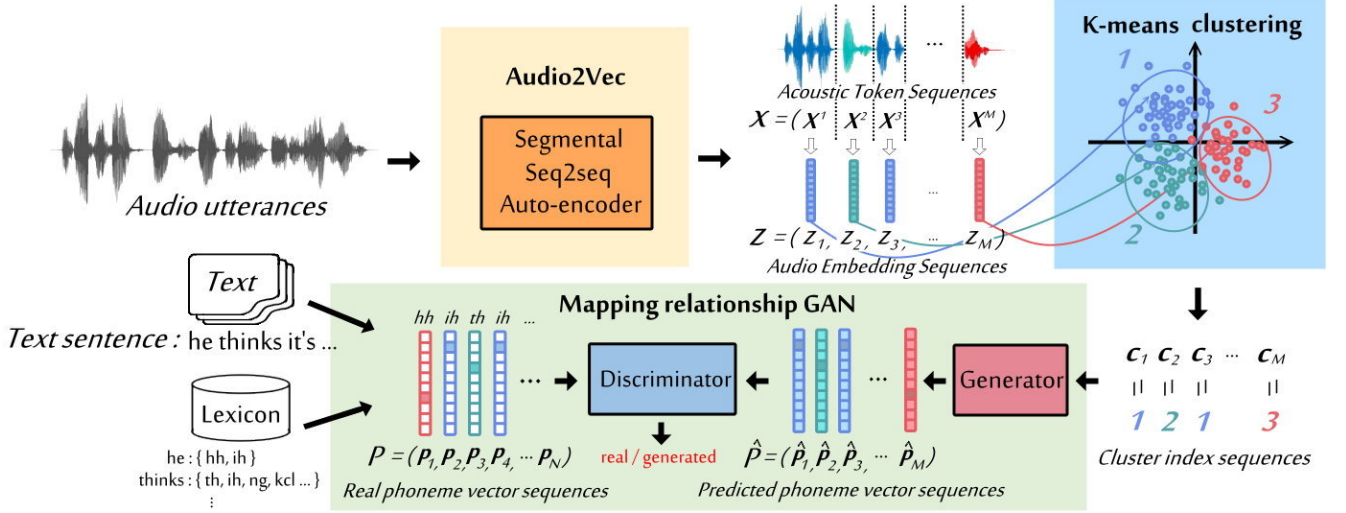 Audio utterances
Audio2Vec
Segmental
Seq2seq
Auto-encoder
...
Acoustic Token Sequences
X = ( X¹ X² X³ Xᴹ)
...
Z = ( Z₁, Z₂, Z₃, ... Z_M )
Audio Embedding Sequences
K-means clustering
1
3
2
Text
Text sentence : he thinks it's ...
Lexicon
he : { hh, ih }
thinks : { th, ih, ng, kcl ... }
⋮
Mapping relationship GAN
hh ih th ih ...
...
Discriminator
...
Generator
P = ( P₁, P₂, P₃, P₄, ... P_N )
real / generated
P̂ = ( P̂₁, P̂₂, P̂₃, ... P̂_M )
Real phoneme vector sequences
Predicted phoneme vector sequences
C₁ C₂ C₃ ... C_M
= = = =
1 2 1 3
Cluster index sequences